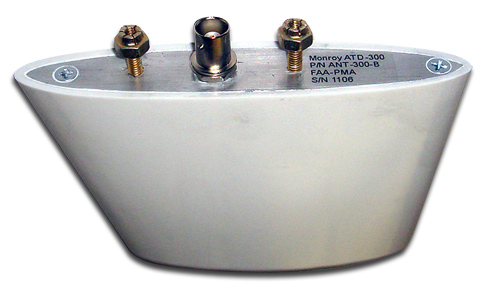 Monroy ATD-300
P/N ANT-300-B
FAA-PMA
S/N 1106